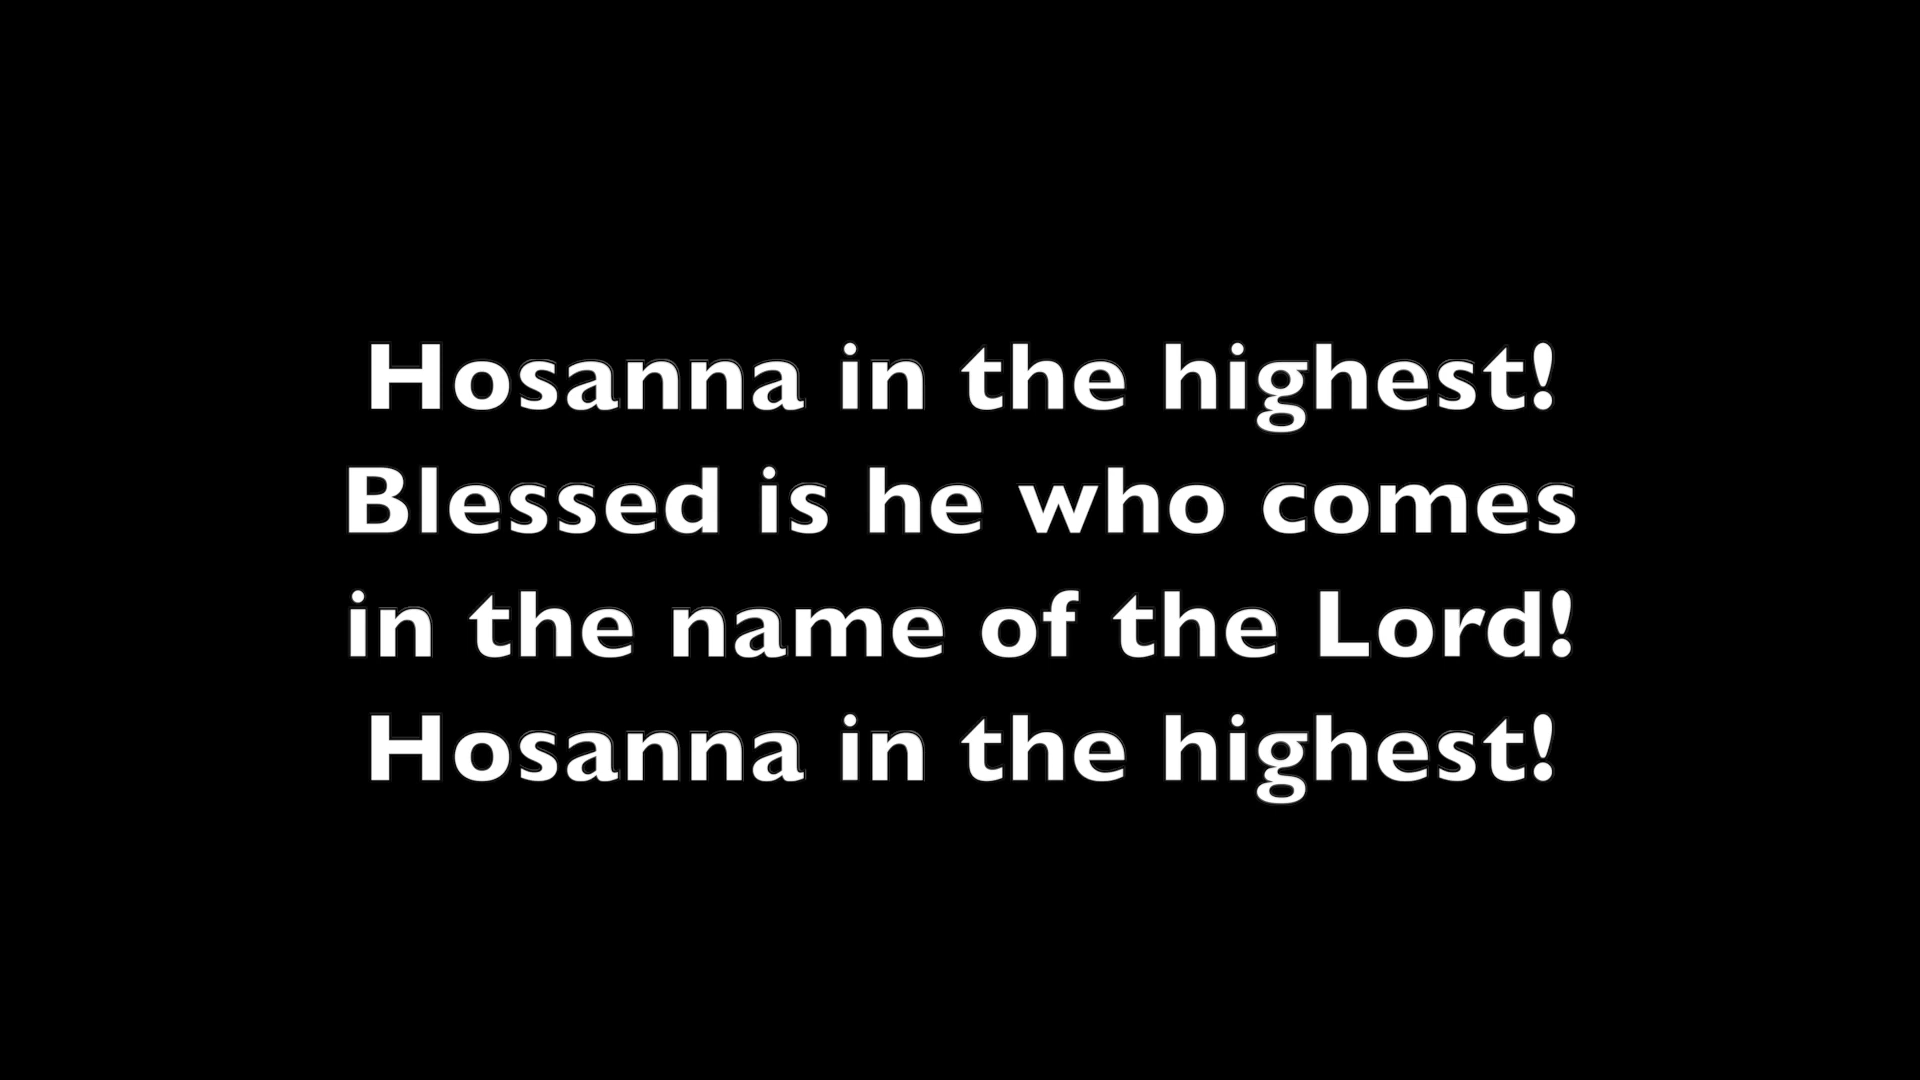 Hosanna in the highest!
Blessed is he who comes
in the name of the Lord!
Hosanna in the highest!